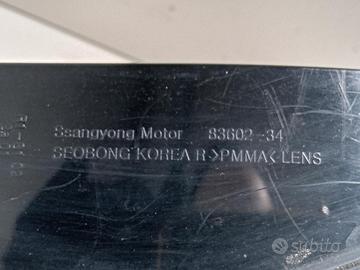 Ssangyong Motor 83602-34
SEOBONG KOREA R >PMMA< LENS
subito